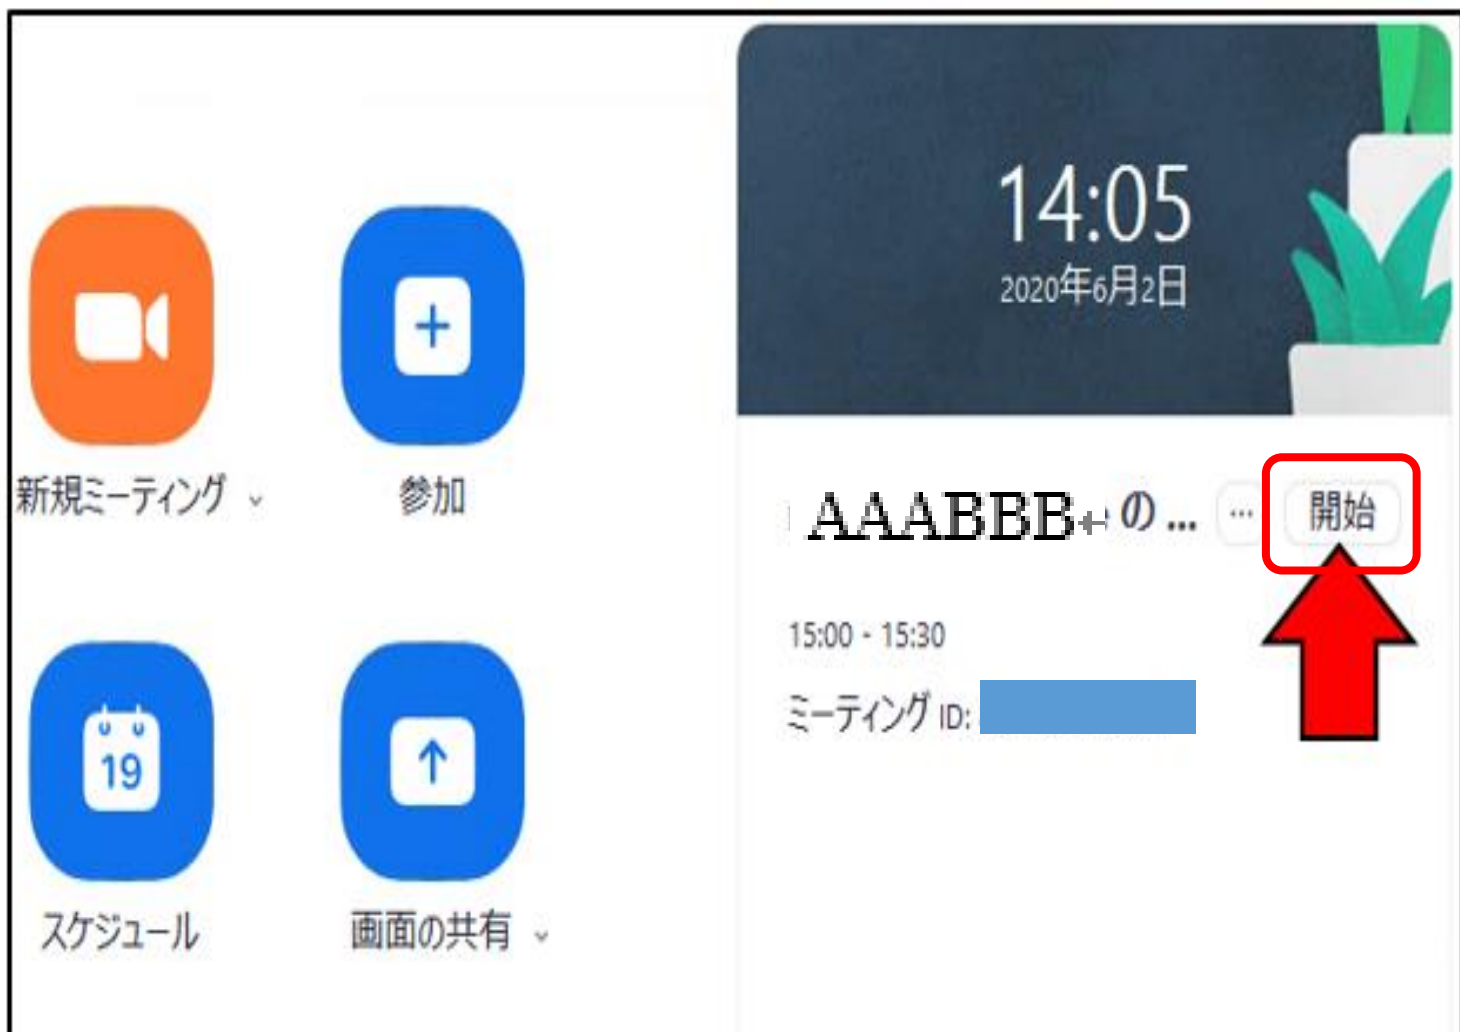 新規ミーティング
参加
19
スケジュール
画面の共有
14:05
2020年6月2日
AAABBB の ... ... 開始
15:00 - 15:30
ミーティング ID: